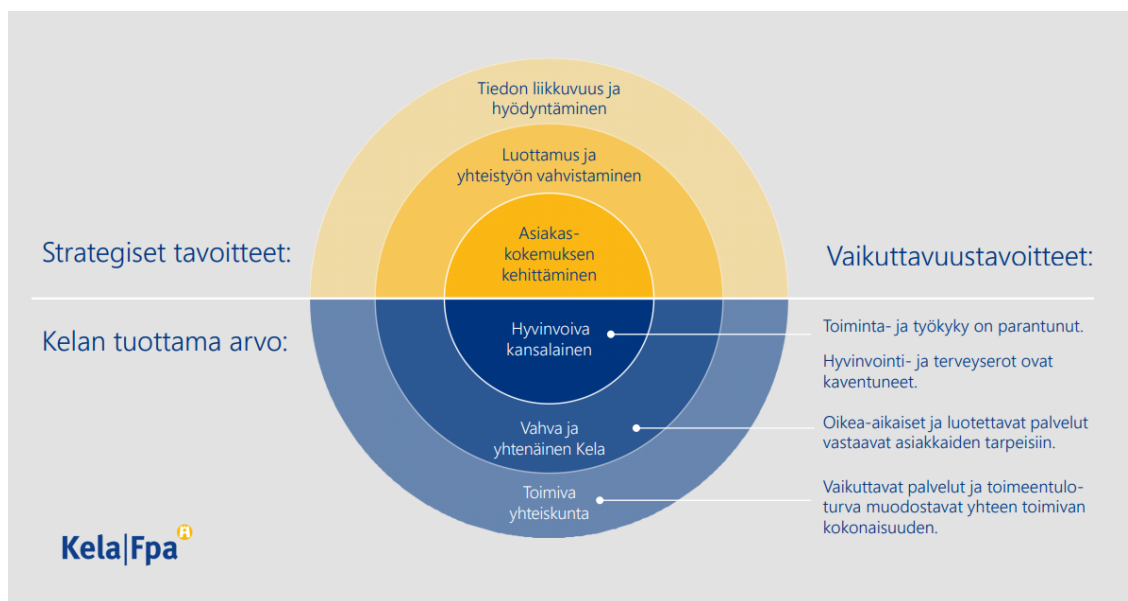 Tiedon liikkuvuus ja
hyödyntäminen
Luottamus ja
yhteistyön vahvistaminen
Asiakas-
kokemuksen
kehittäminen
Strategiset tavoitteet:
Vaikuttavuustavoitteet:
Kelan tuottama arvo:
Hyvinvoiva
kansalainen
Toiminta- ja työkyky on parantunut.
Hyvinvointi- ja terveyserot ovat
kaventuneet.
Vahva ja
yhtenäinen Kela
Oikea-aikaiset ja luotettavat palvelut
vastaavat asiakkaiden tarpeisiin.
Toimiva
yhteiskunta
Vaikuttavat palvelut ja toimeentulo-
turva muodostavat yhteen toimivan
kokonaisuuden.
Kela|Fpa